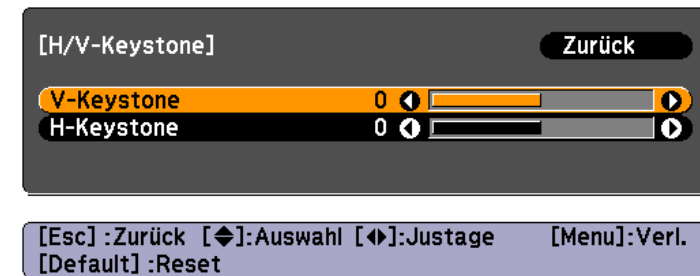 [H/V-Keystone] Zurück
V-Keystone 0
H-Keystone 0
[Esc] :Zurück [◆]:Auswahl [◀▶]:Justage [Menu]:Verl.
[Default] :Reset